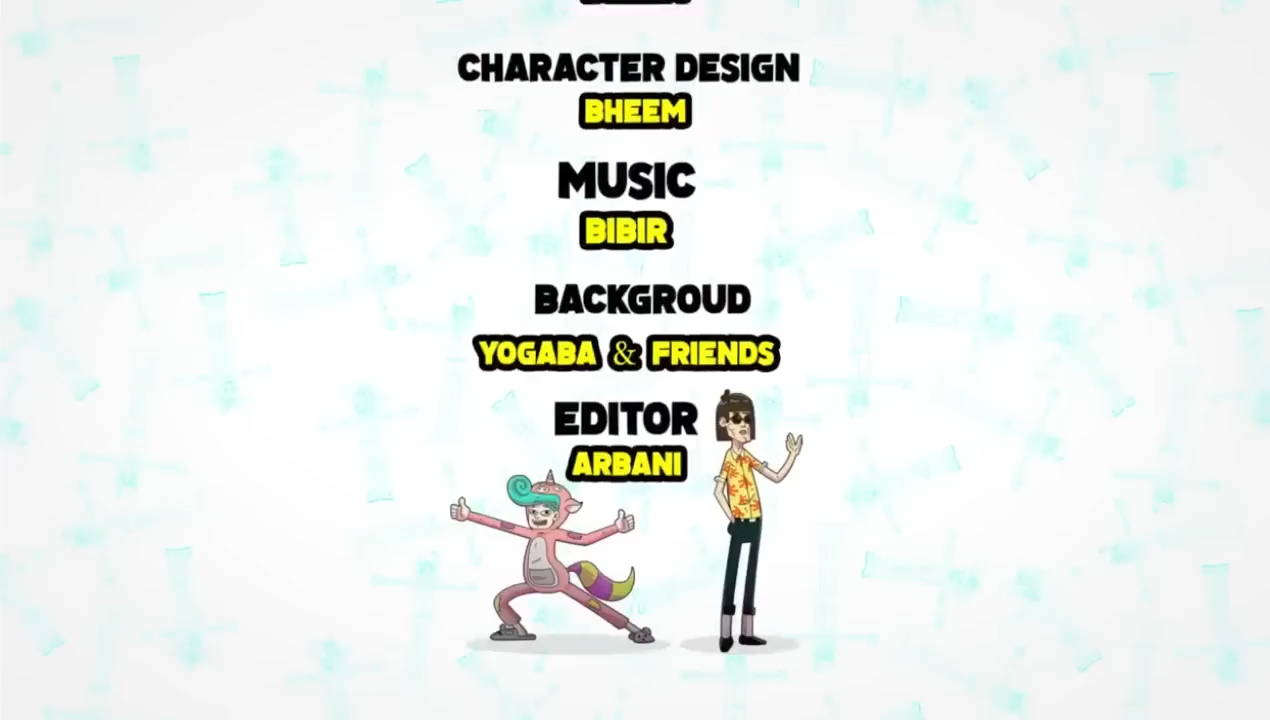 CHARACTER DESIGN
BHEEM
MUSIC
BIBIR
BACKGROUD
YOGABA & FRIENDS
EDITOR
ARBANI